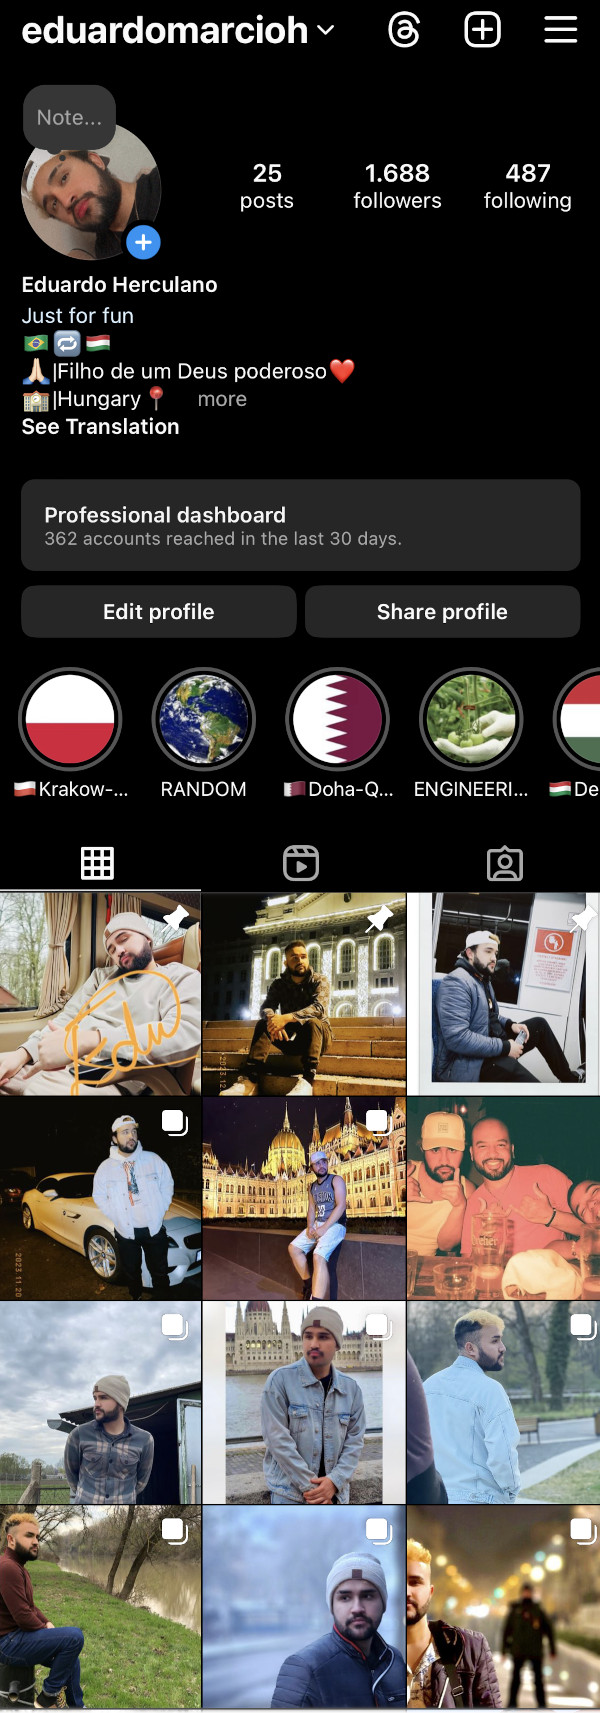 eduardomarcioh
Note...
25
posts
1.688
followers
487
following
Eduardo Herculano
Just for fun
🇧🇷🔁🇭🇺
🙏🏻|Filho de um Deus poderoso❤️
🏫|Hungary📍 more
See Translation
Professional dashboard
362 accounts reached in the last 30 days.
Edit profile
Share profile
🇵🇱Krakow-...
RANDOM
🇶🇦Doha-Q...
ENGINEERI...
🇭🇺De
Edu
2023 11 20